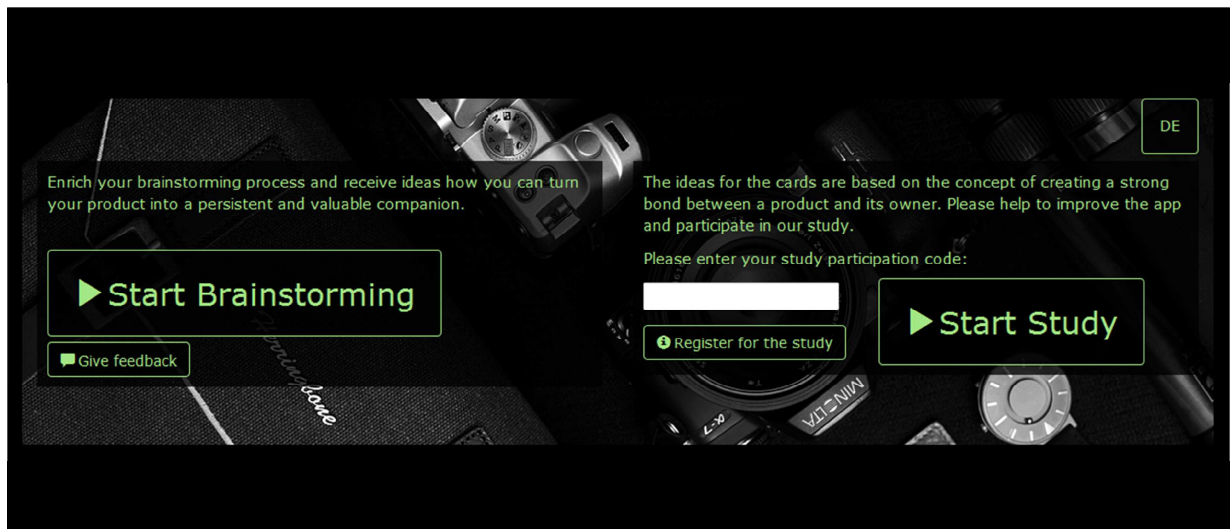 DE
Enrich your brainstorming process and receive ideas how you can turn
your product into a persistent and valuable companion.
Start Brainstorming
Give feedback
Herringbone
The ideas for the cards are based on the concept of creating a strong
bond between a product and its owner. Please help to improve the app
and participate in our study.
Please enter your study participation code:
Register for the study
Start Study
MINOLTA
α-7